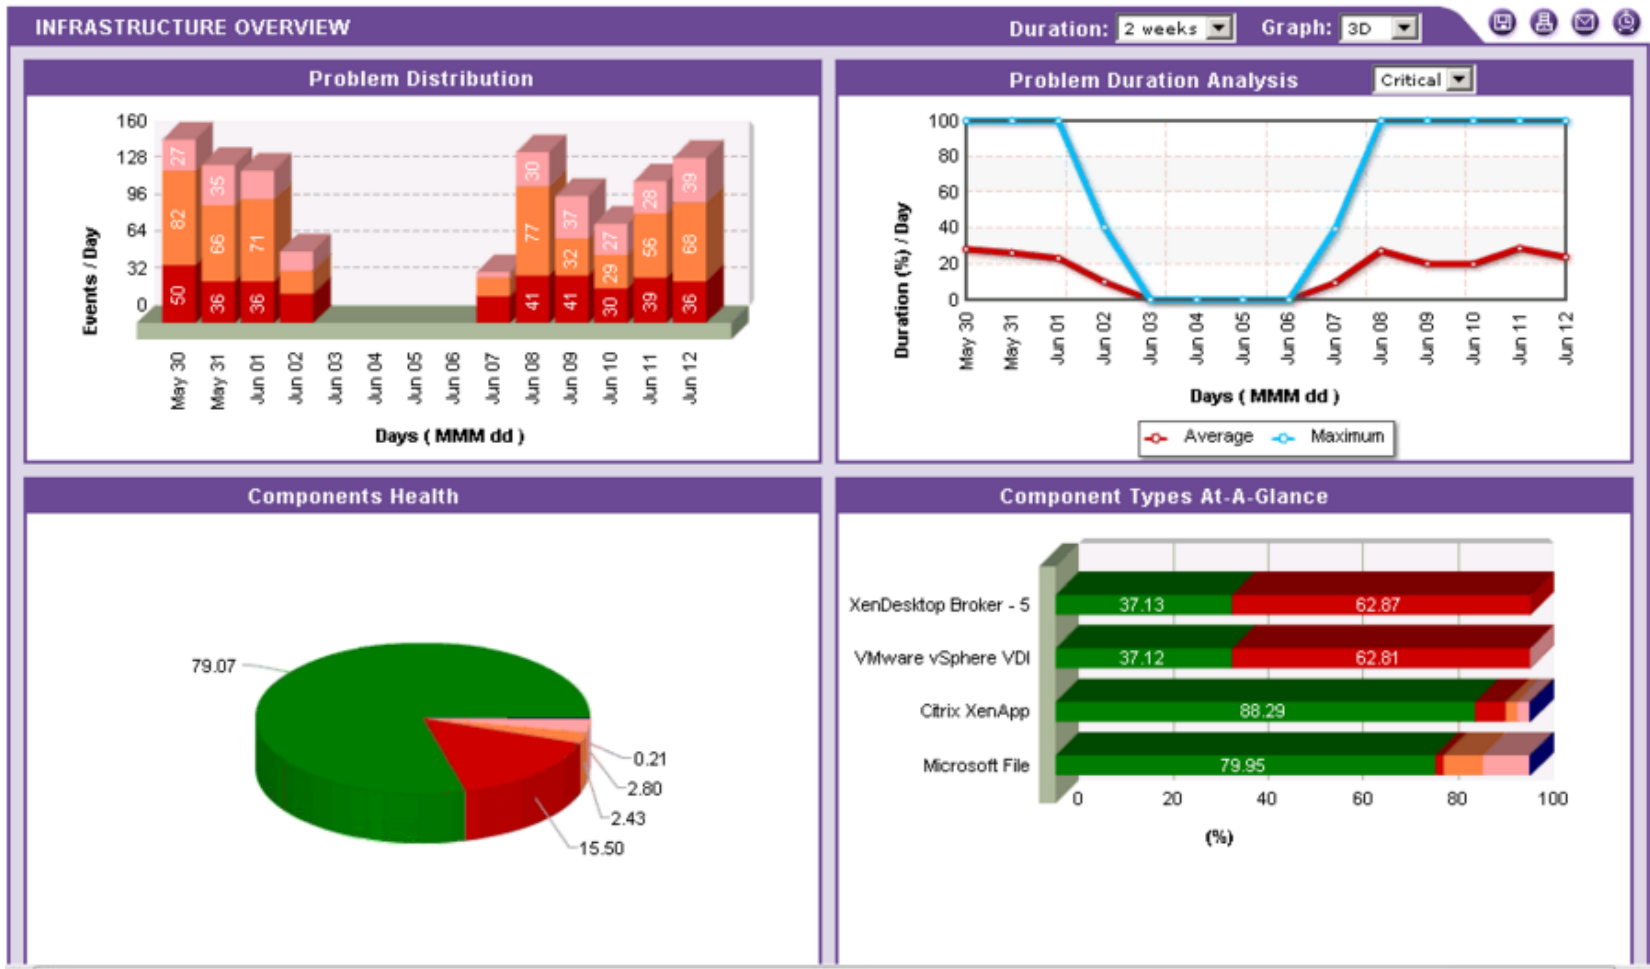 INFRASTRUCTURE OVERVIEW
Duration: 2 weeks Graph: 3D
Problem Distribution
160
128
96
64
32
0
Events / Day
27
82
50
35
66
36
71
36
30
77
41
37
32
41
27
29
30
28
56
39
39
68
36
May 30
May 31
Jun 01
Jun 02
Jun 03
Jun 04
Jun 05
Jun 06
Jun 07
Jun 08
Jun 09
Jun 10
Jun 11
Jun 12
Days ( MMM dd )
Problem Duration Analysis Critical
100
80
60
40
20
0
Duration (%) / Day
May 30
May 31
Jun 01
Jun 02
Jun 03
Jun 04
Jun 05
Jun 06
Jun 07
Jun 08
Jun 09
Jun 10
Jun 11
Jun 12
Days ( MMM dd )
Average Maximum
Components Health
79.07
0.21
2.80
2.43
15.50
Component Types At-A-Glance
XenDesktop Broker - 5 37.13 62.87
VMware vSphere VDI 37.12 62.81
Citrix XenApp 88.29
Microsoft File 79.95
0 20 40 60 80 100
(%)